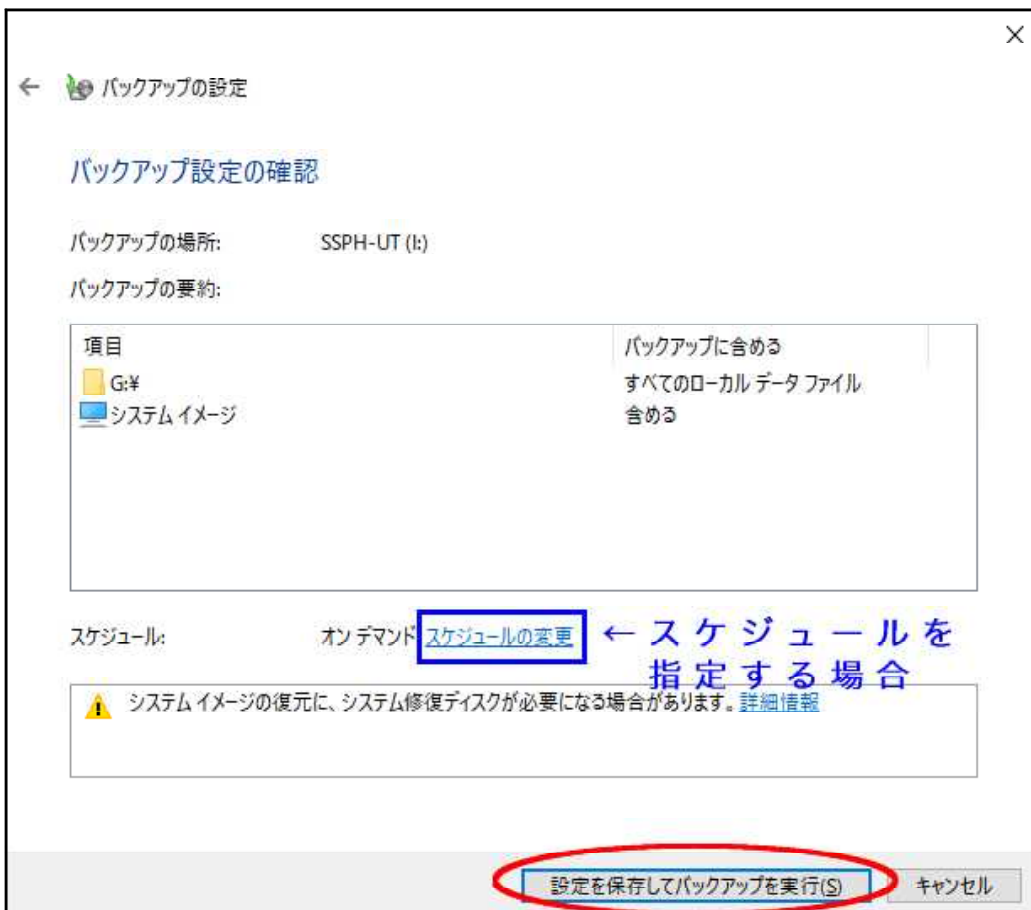 バックアップの設定
バックアップ設定の確認
バックアップの場所: SSPH-UT (I:)
バックアップの要約:
項目 バックアップに含める
G:¥ すべてのローカル データ ファイル
システム イメージ 含める
スケジュール: オン デマンド スケジュールの変更 ←スケジュールを
指定する場合
システム イメージの復元に、システム修復ディスクが必要になる場合があります。詳細情報
設定を保存してバックアップを実行(S) キャンセル